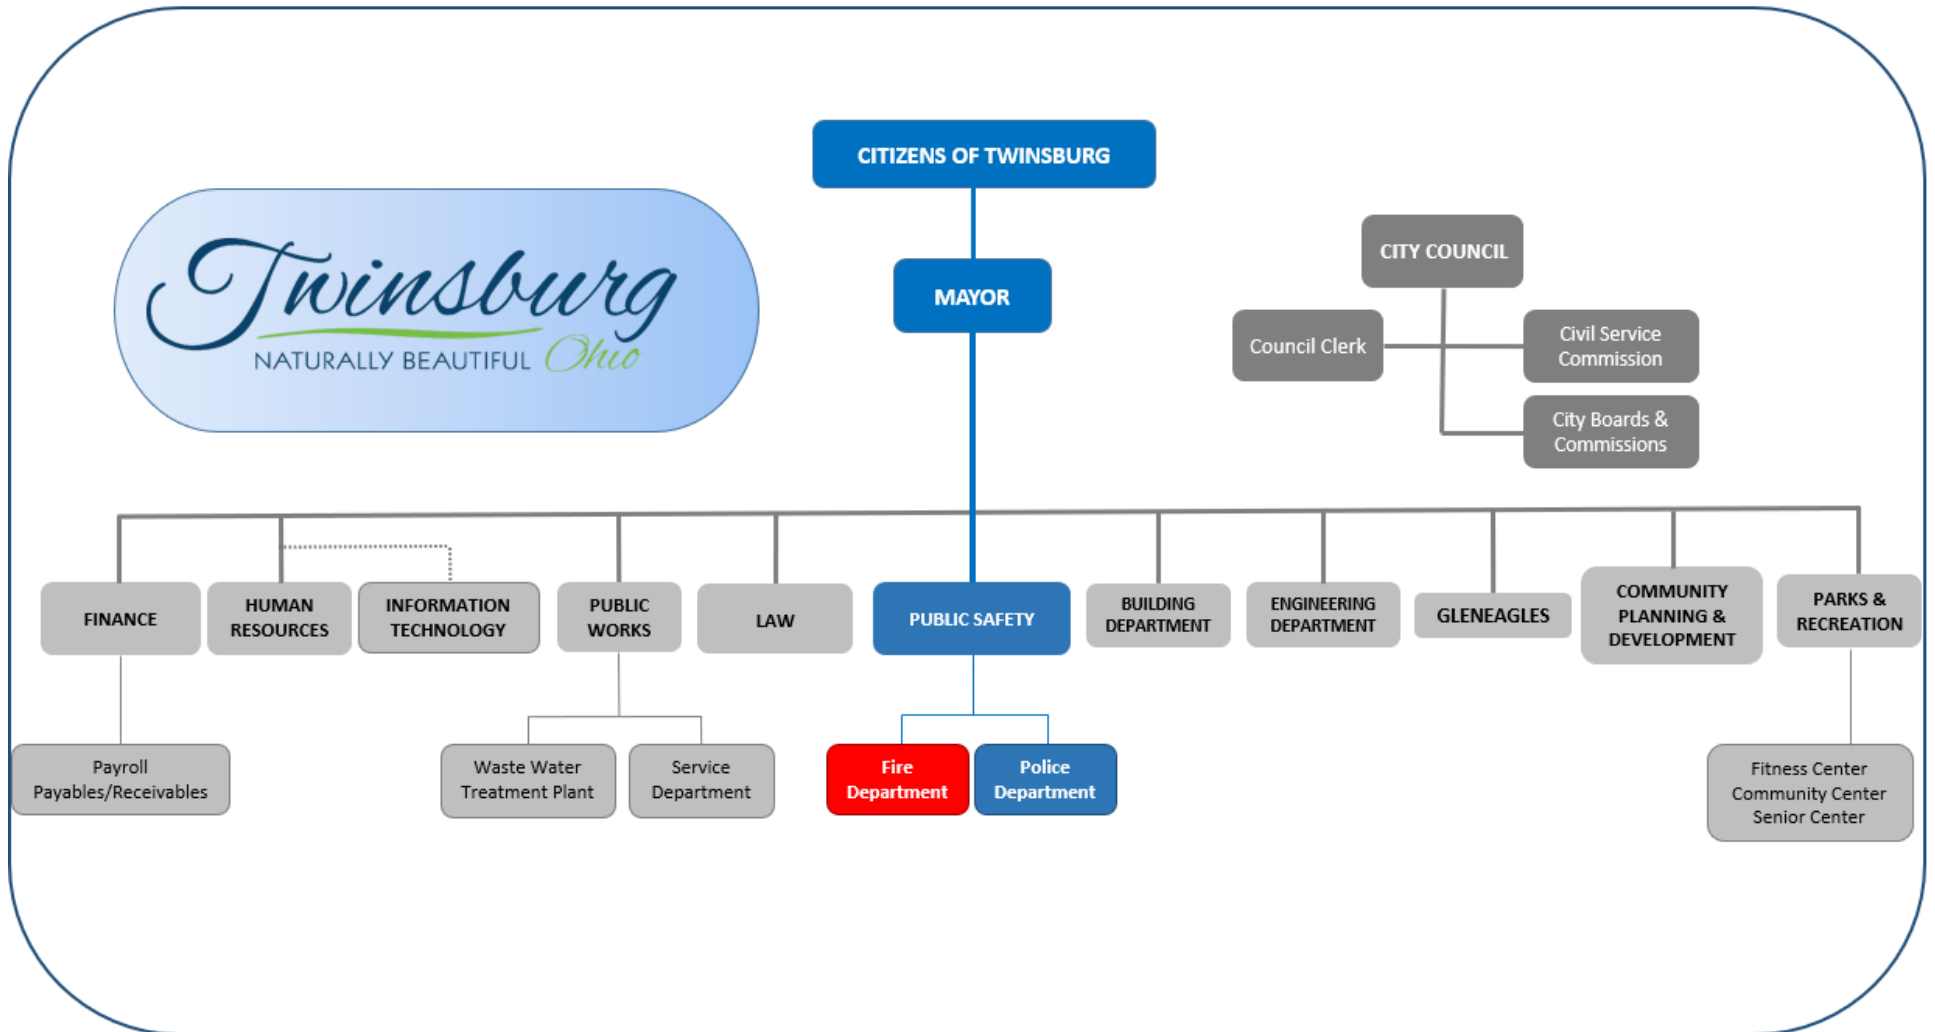 CITIZENS OF TWINSBURG
Twinsburg
NATURALLY BEAUTIFUL Ohio
MAYOR
CITY COUNCIL
Council Clerk
Civil Service
Commission
City Boards &
Commissions
FINANCE
HUMAN
RESOURCES
INFORMATION
TECHNOLOGY
PUBLIC
WORKS
LAW
PUBLIC SAFETY
BUILDING
DEPARTMENT
ENGINEERING
DEPARTMENT
GLENEAGLES
COMMUNITY
PLANNING &
DEVELOPMENT
PARKS &
RECREATION
Payroll
Payables/Receivables
Waste Water
Treatment Plant
Service
Department
Fire
Department
Police
Department
Fitness Center
Community Center
Senior Center